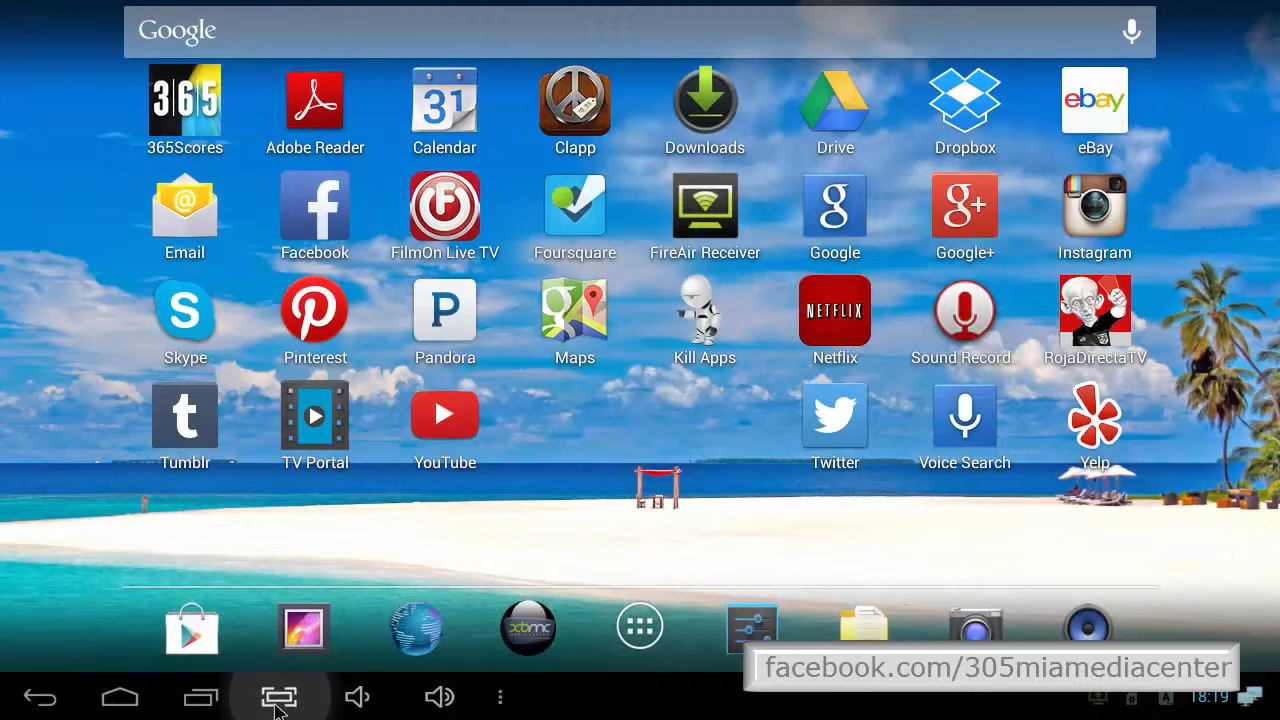 Google
365
31
ebay
365Scores
Adobe Reader
Calendar
Clapp
Downloads
Drive
Dropbox
eBay
@
f
F
g
g+
Email
Facebook
FilmOn Live TV
Foursquare
FireAir Receiver
Google
Google+
Instagram
S
P
g
NETFLIX
Skype
Pinterest
Pandora
Maps
Kill Apps
Netflix
Sound Record..
RojaDirectaTV
t
Tumblr
TV Portal
YouTube
Twitter
Voice Search
Yelp
xbmc
facebook.com/305miamediacenter
A
18:19